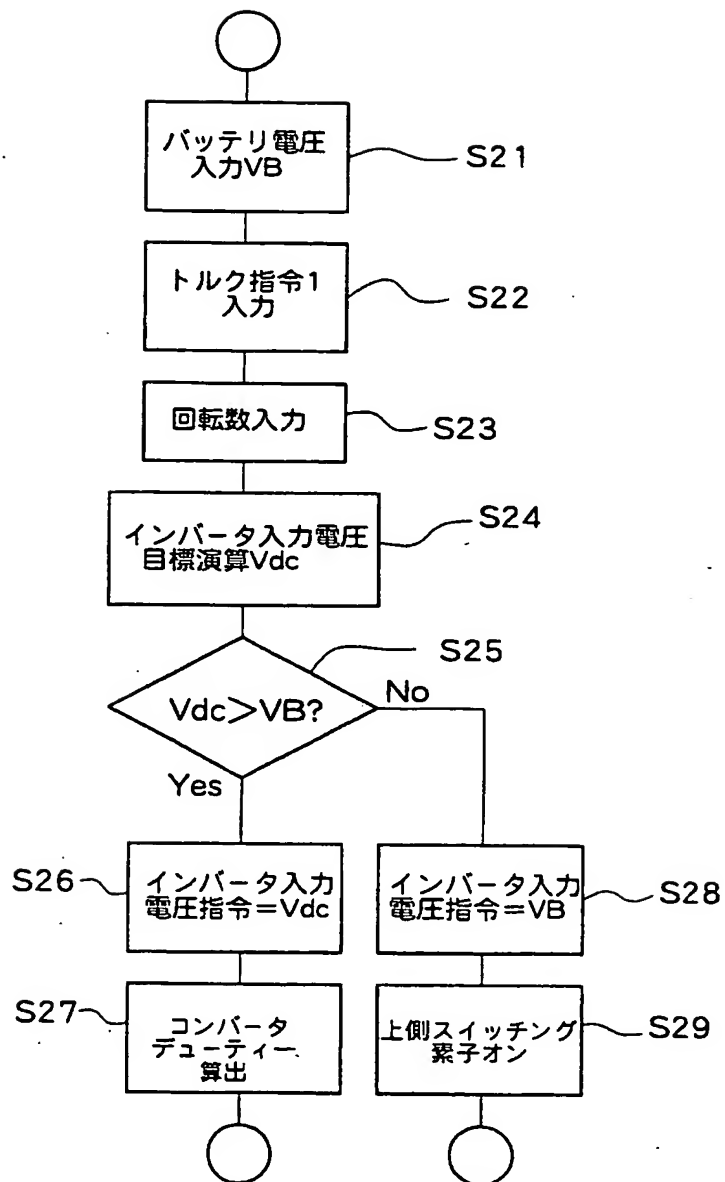 バッテリ電圧
入力VB
S21
トルク指令1
入力
S22
回転数入力
S23
インバータ入力電圧
目標演算Vdc
S24
S25
Vdc>VB?
No
Yes
S26
インバータ入力
電圧指令=Vdc
インバータ入力
電圧指令=VB
S28
S27
コンバータ
デューティー
算出
上側スイッチング
素子オン
S29